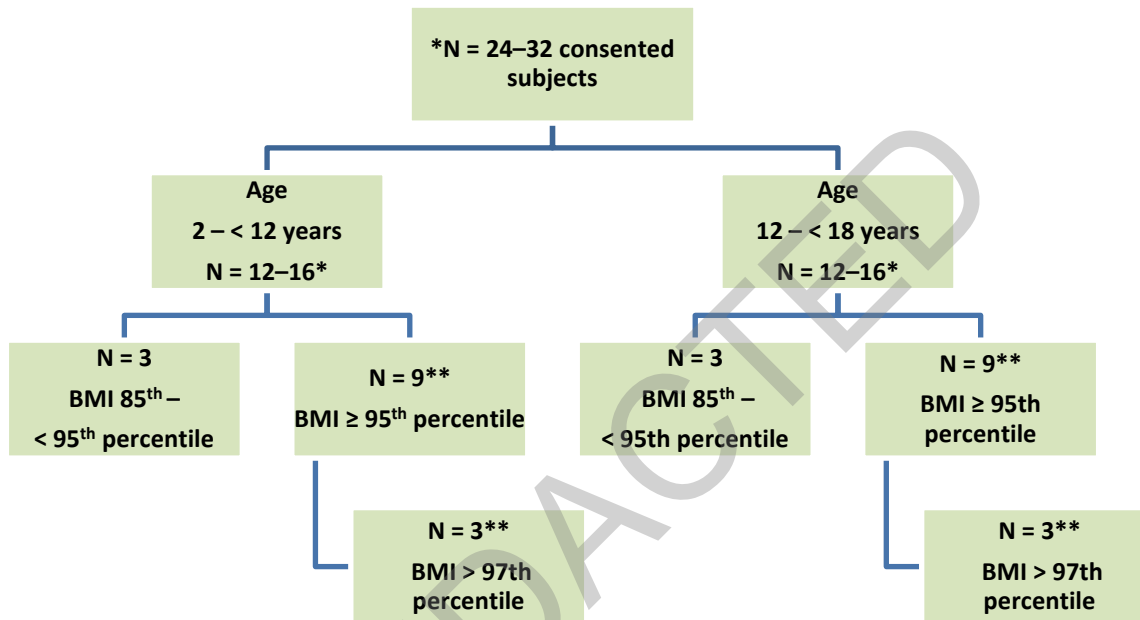 *N = 24–32 consented
subjects
Age
2 – < 12 years
N = 12–16*
Age
12 – < 18 years
N = 12–16*
N = 3
BMI 85th –
< 95th percentile
N = 9**
BMI ≥ 95th percentile
N = 3
BMI 85th –
< 95th percentile
N = 9**
BMI ≥ 95th
percentile
N = 3**
BMI > 97th
percentile
N = 3**
BMI > 97th
percentile
DACTED